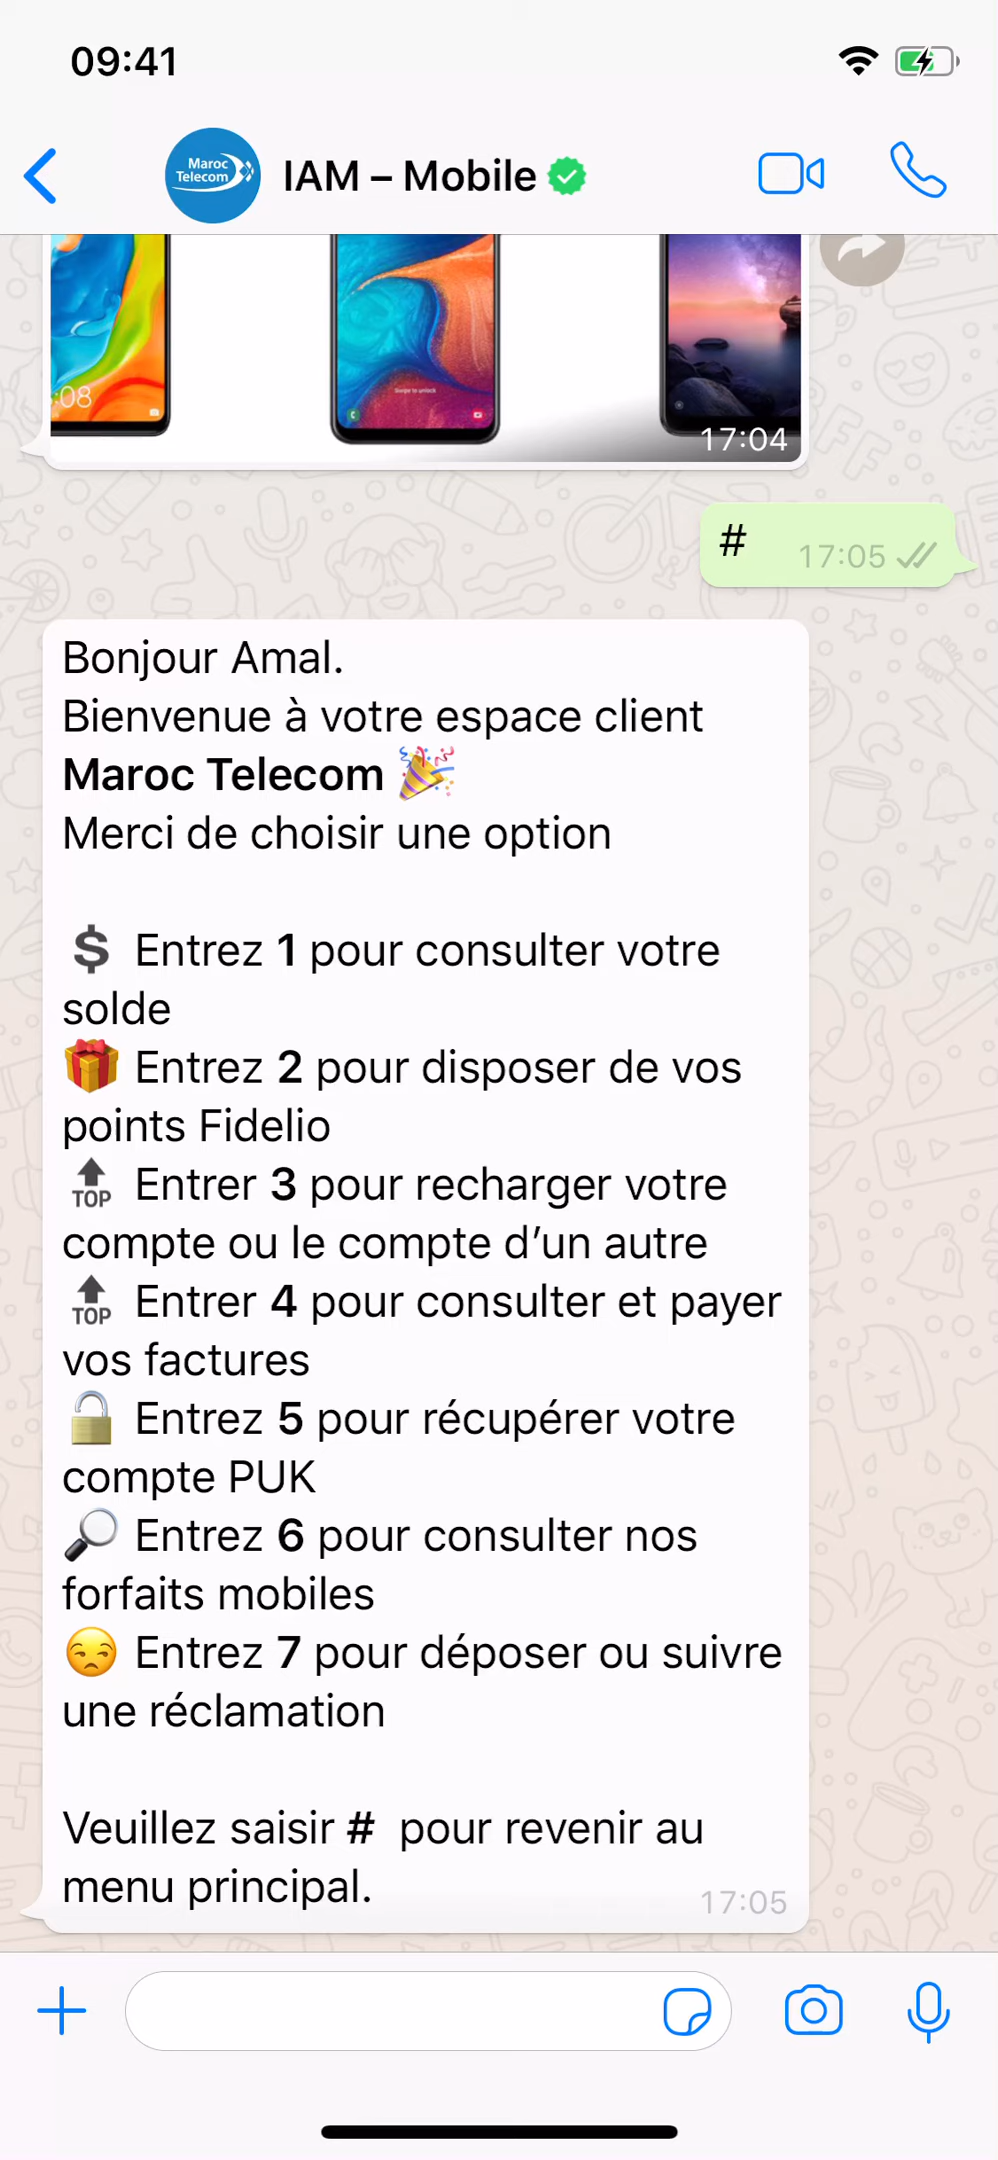 09:41
Maroc
Telecom
IAM – Mobile
:08
Swipe to unlock
17:04
#
17:05
Bonjour Amal.
Bienvenue à votre espace client
Maroc Telecom 🎉
Merci de choisir une option
💲 Entrez 1 pour consulter votre
solde
🎁 Entrez 2 pour disposer de vos
points Fidelio
🔝 Entrer 3 pour recharger votre
compte ou le compte d’un autre
🔝 Entrer 4 pour consulter et payer
vos factures
🔓 Entrez 5 pour récupérer votre
compte PUK
🔎 Entrez 6 pour consulter nos
forfaits mobiles
😒 Entrez 7 pour déposer ou suivre
une réclamation
Veuillez saisir #  pour revenir au
menu principal.
17:05